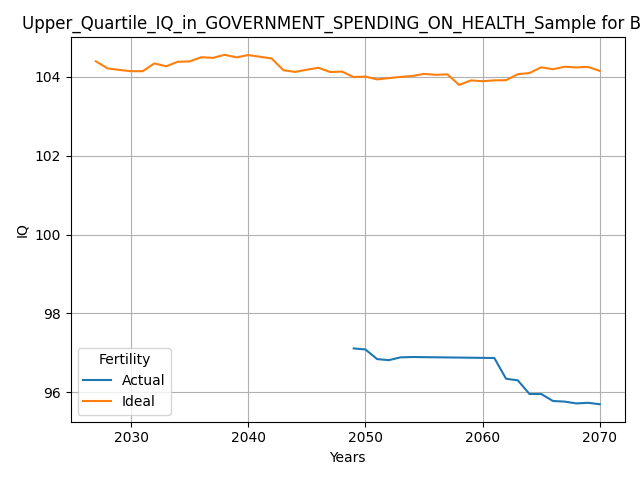 Upper_Quartile_IQ_in_GOVERNMENT_SPENDING_ON_HEALTH_Sample for B
104
102
100
98
96
IQ
Fertility
Actual
Ideal
2030 2040 2050 2060 2070
Years